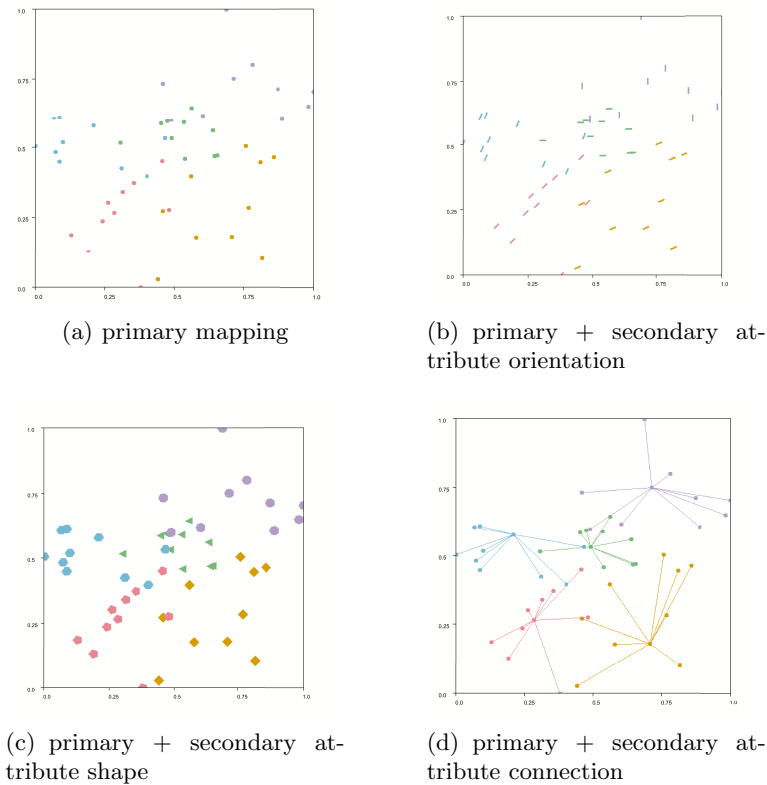 1.0
0.75
0.5
0.25
0.0
0.0 0.25 0.5 0.75 1.0
(a) primary mapping
1.0
0.75
0.5
0.25
0.0
0.0 0.25 0.5 0.75 1.0
(b) primary + secondary at-
tribute orientation
1.0
0.75
0.5
0.25
0.0
0.0 0.25 0.5 0.75 1.0
(c) primary + secondary at-
tribute shape
1.0
0.75
0.5
0.25
0.0
0.0 0.25 0.5 0.75 1.0
(d) primary + secondary at-
tribute connection